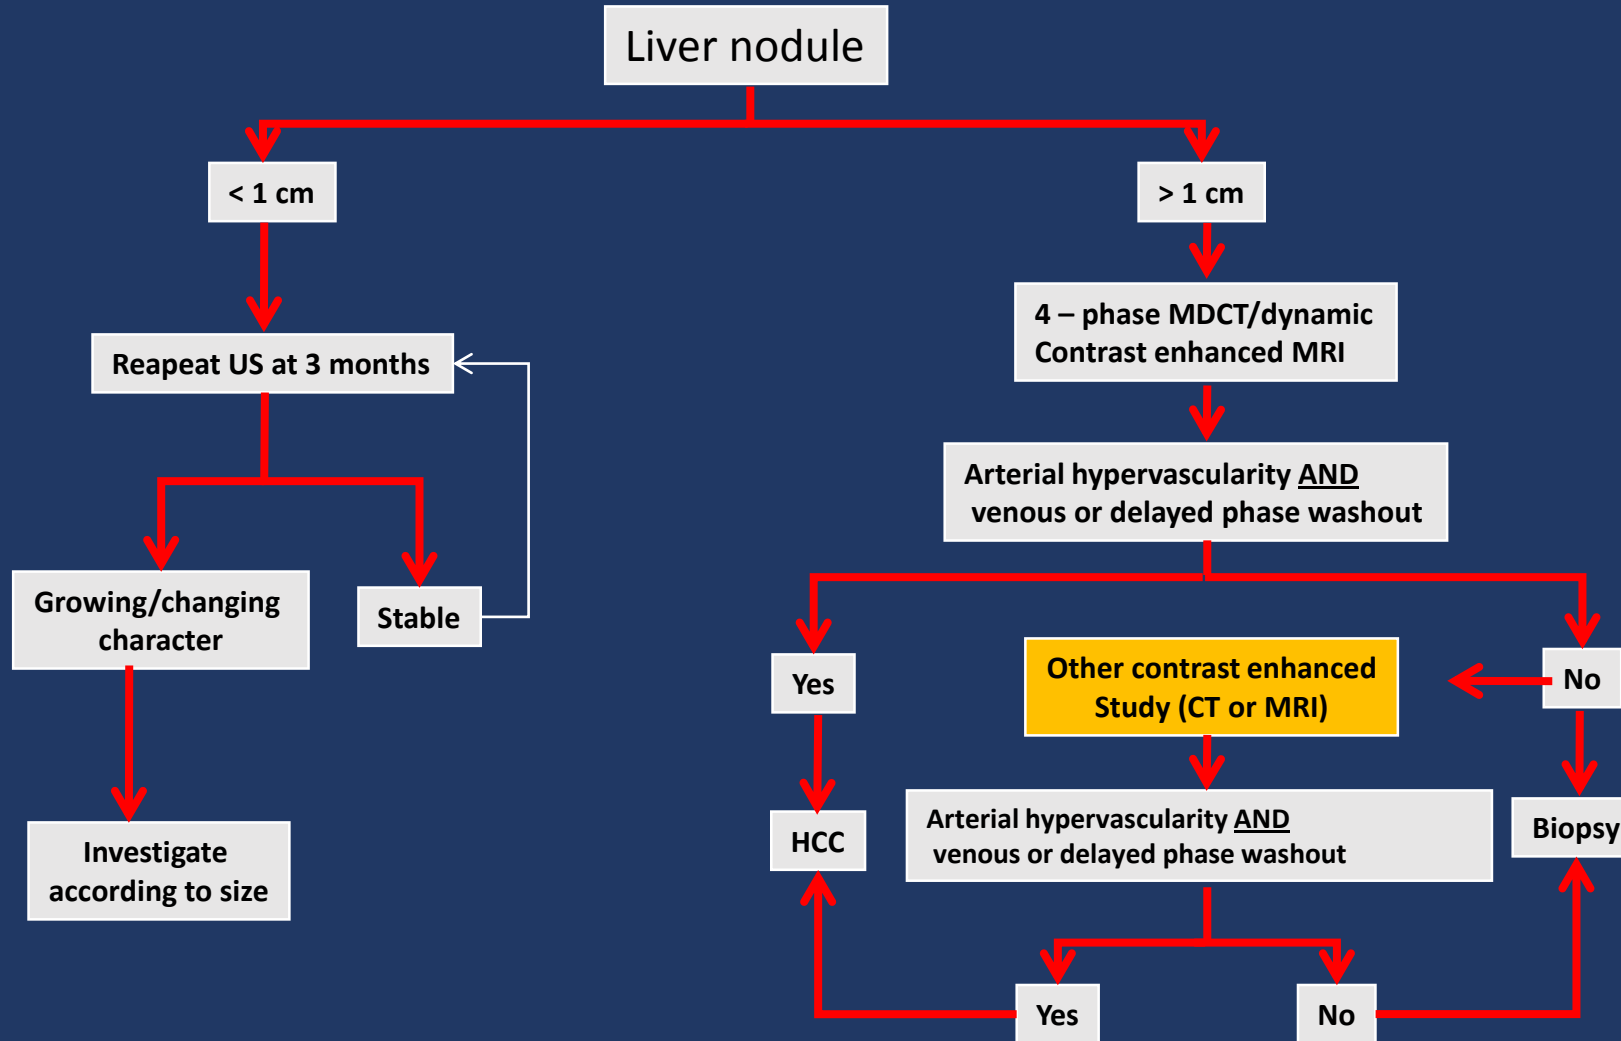 Liver nodule
< 1 cm
> 1 cm
4 – phase MDCT/dynamic
Contrast enhanced MRI
Reapeat US at 3 months
Arterial hypervascularity AND
venous or delayed phase washout
Growing/changing
character
Stable
Yes
Other contrast enhanced
Study (CT or MRI)
No
Investigate
according to size
HCC
Arterial hypervascularity AND
venous or delayed phase washout
Biopsy
Yes
No